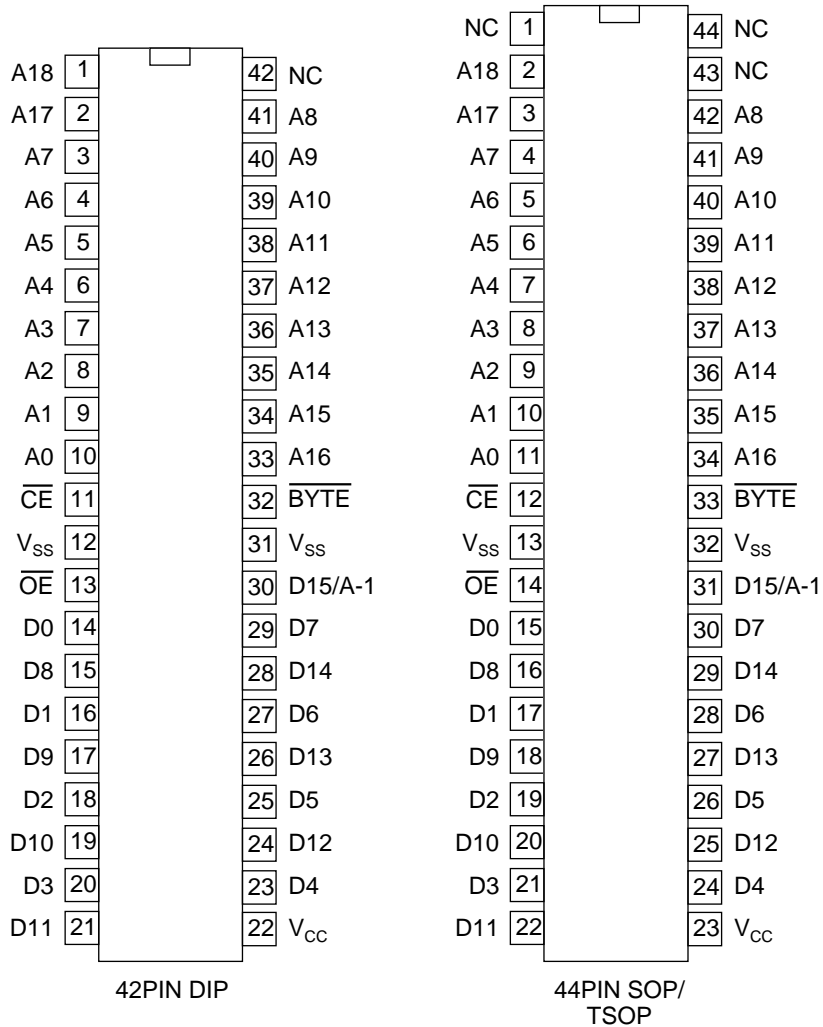 A18 1 42 NC
A17 2 41 A8
A7 3 40 A9
A6 4 39 A10
A5 5 38 A11
A4 6 37 A12
A3 7 36 A13
A2 8 35 A14
A1 9 34 A15
A0 10 33 A16
C̅E̅ 11 32 B̅Y̅T̅E̅
VSS 12 31 VSS
O̅E̅ 13 30 D15/A-1
D0 14 29 D7
D8 15 28 D14
D1 16 27 D6
D9 17 26 D13
D2 18 25 D5
D10 19 24 D12
D3 20 23 D4
D11 21 22 VCC
42PIN DIP
NC 1 44 NC
A18 2 43 NC
A17 3 42 A8
A7 4 41 A9
A6 5 40 A10
A5 6 39 A11
A4 7 38 A12
A3 8 37 A13
A2 9 36 A14
A1 10 35 A15
A0 11 34 A16
C̅E̅ 12 33 B̅Y̅T̅E̅
VSS 13 32 VSS
O̅E̅ 14 31 D15/A-1
D0 15 30 D7
D8 16 29 D14
D1 17 28 D6
D9 18 27 D13
D2 19 26 D5
D10 20 25 D12
D3 21 24 D4
D11 22 23 VCC
44PIN SOP/
TSOP